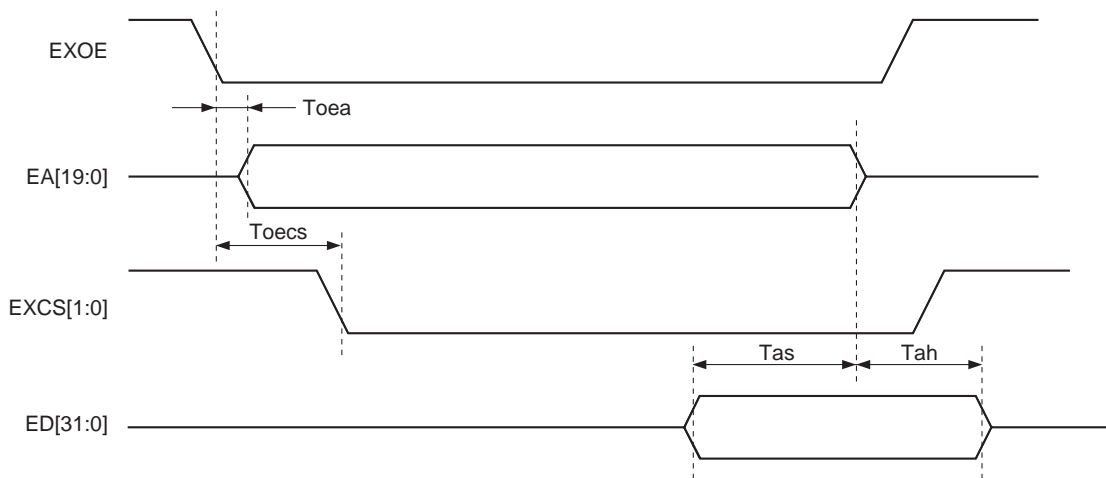 EXOE
Toea
EA[19:0]
Toecs
EXCS[1:0]
Tas Tah
ED[31:0]